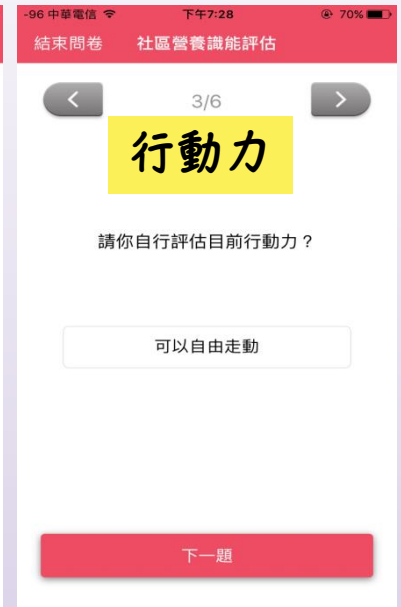 -96 中華電信 下午7:28 70%
結束問卷 社區營養識能評估
3/6
行動力
請你自行評估目前行動力？
可以自由走動
下一題